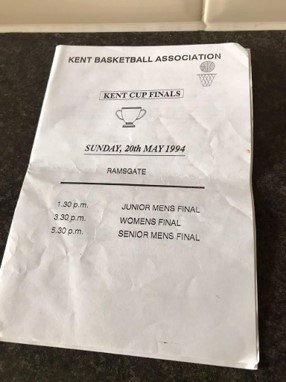 KENT BASKETBALL ASSOCIATION
KENT CUP FINALS
SUNDAY, 20th MAY 1994
RAMSGATE
1.30 p.m. JUNIOR MENS FINAL
3.30 p.m. WOMENS FINAL
5.30 p.m. SENIOR MENS FINAL